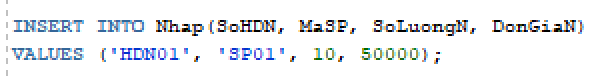 INSERT INTO Nhap(SoHDN, MaSP, SoLuongN, DonGiaN)
VALUES ('HDN01', 'SP01', 10, 50000);